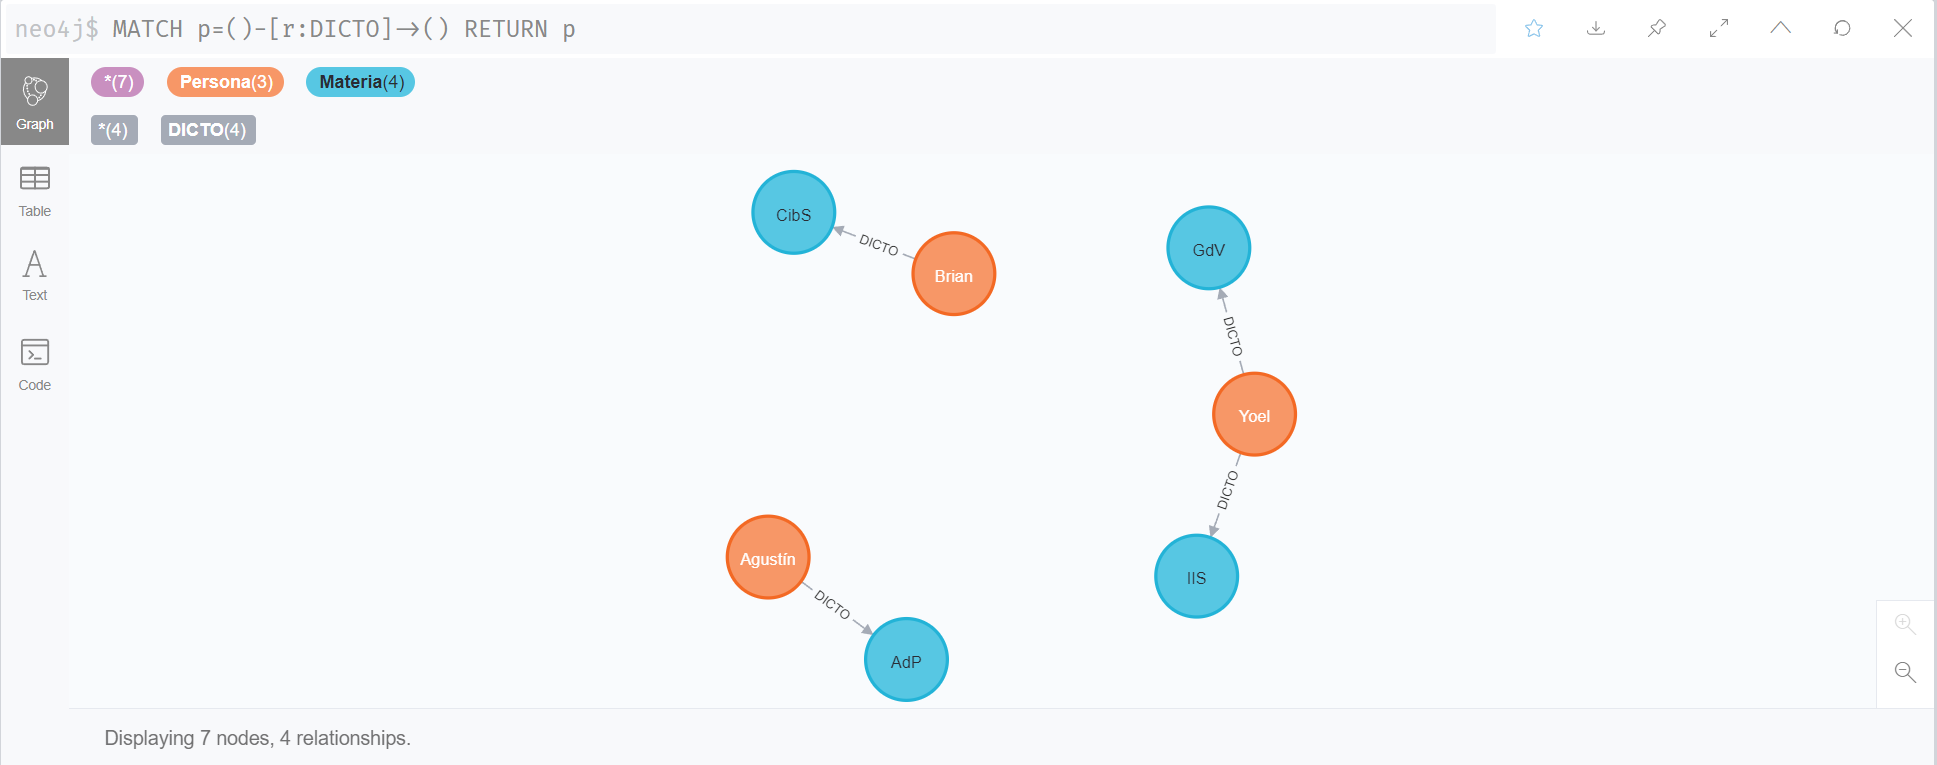 neo4j$ MATCH p=()-[r:DICTO]->() RETURN p
*(7) Persona(3) Materia(4)
*(4) DICTO(4)
Graph
Table
Text
Code
CibS
DICTO
Brian
GdV
DICTO
Yoel
DICTO
IIS
Agustín
DICTO
AdP
Displaying 7 nodes, 4 relationships.